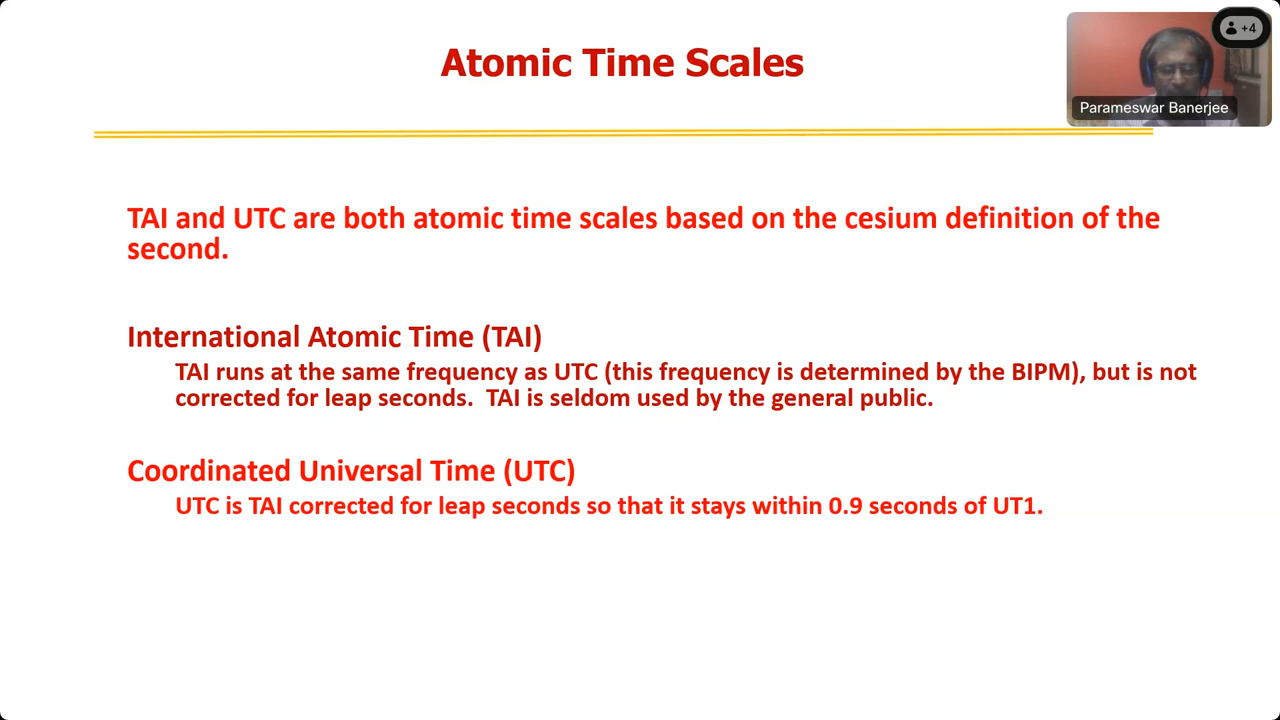 Atomic Time Scales
+4
Parameswar Banerjee
TAI and UTC are both atomic time scales based on the cesium definition of the
second.
International Atomic Time (TAI)
TAI runs at the same frequency as UTC (this frequency is determined by the BIPM), but is not
corrected for leap seconds.  TAI is seldom used by the general public.
Coordinated Universal Time (UTC)
UTC is TAI corrected for leap seconds so that it stays within 0.9 seconds of UT1.